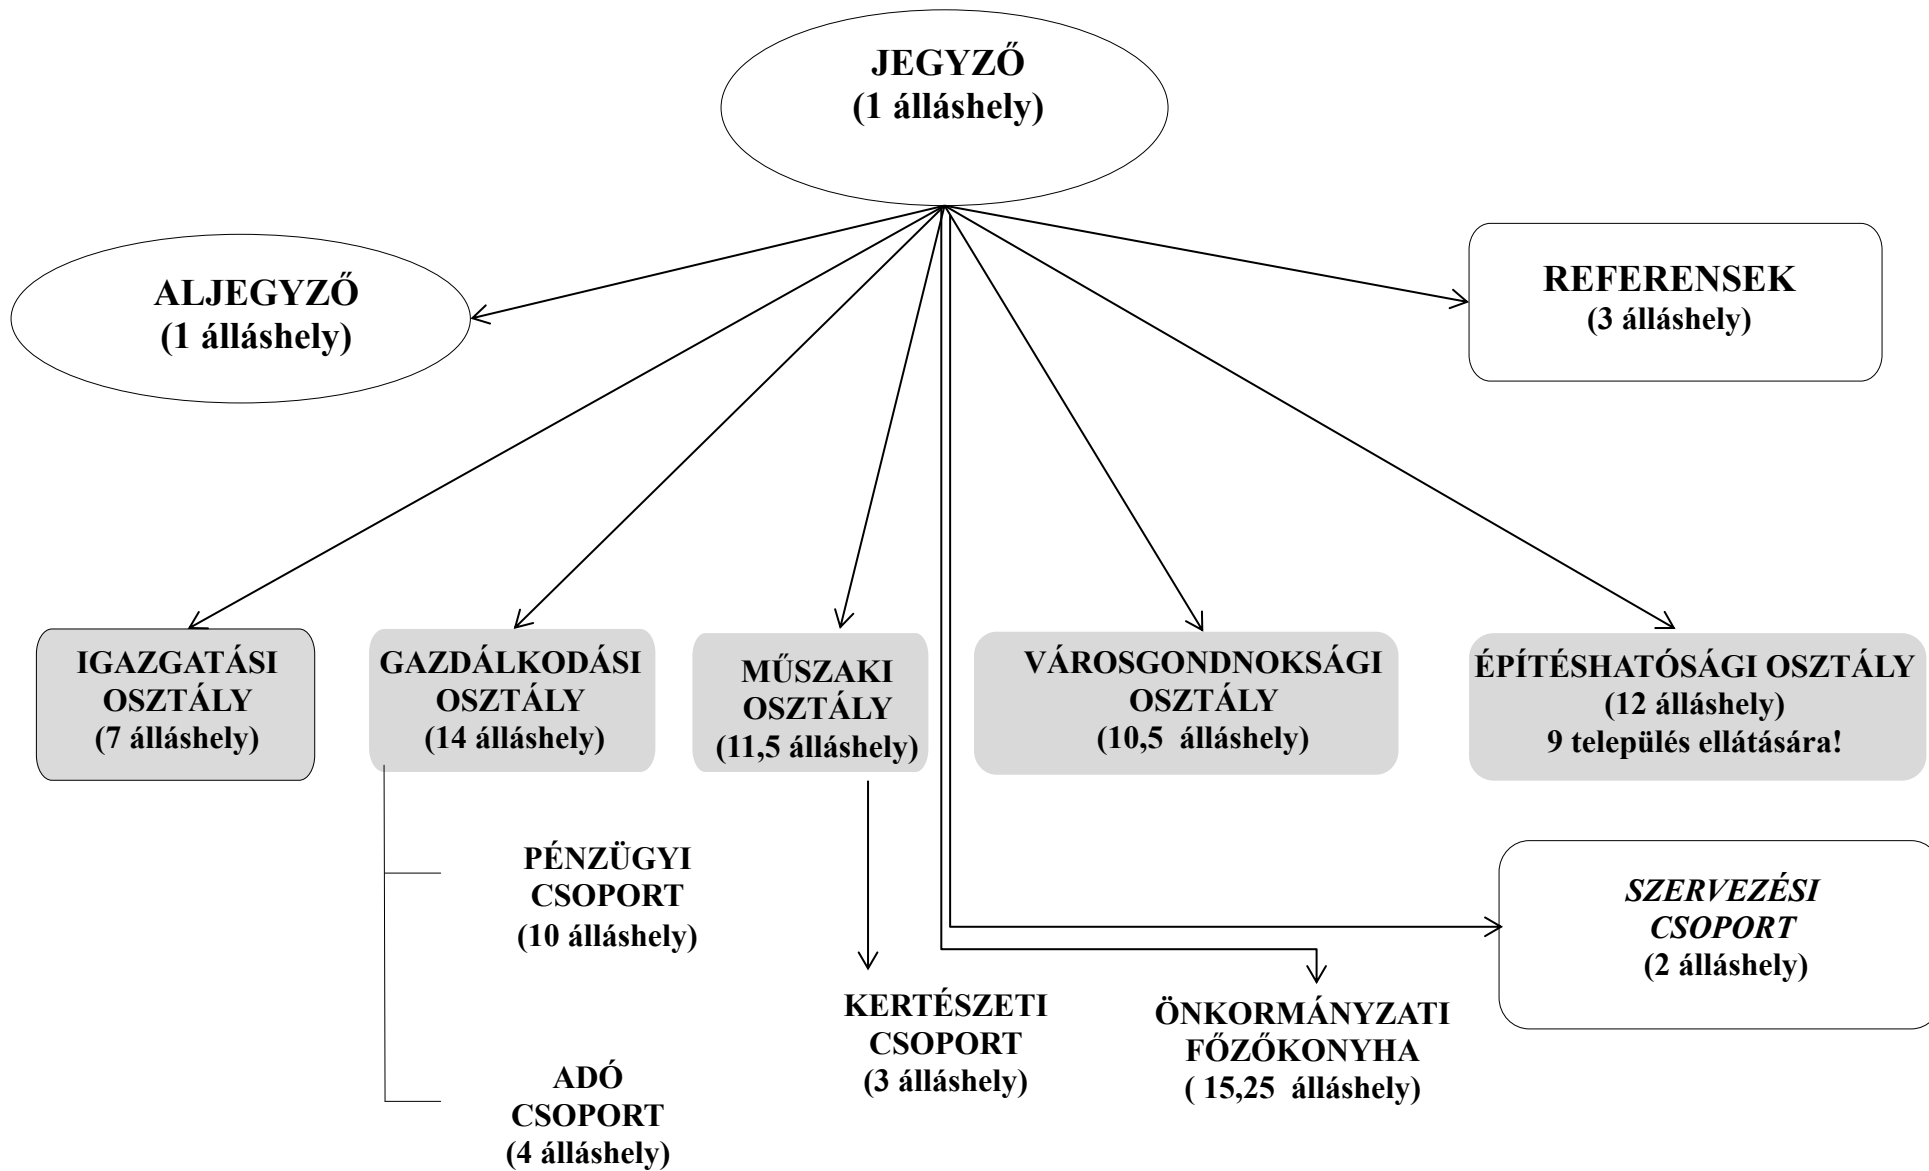 JEGYZŐ
(1 álláshely)
ALJEGYZŐ
(1 álláshely)
REFERENSEK
(3 álláshely)
IGAZGATÁSI
OSZTÁLY
(7 álláshely)
GAZDÁLKODÁSI
OSZTÁLY
(14 álláshely)
MŰSZAKI
OSZTÁLY
(11,5 álláshely)
VÁROSGONDNOKSÁGI
OSZTÁLY
(10,5 álláshely)
ÉPÍTÉSHATÓSÁGI OSZTÁLY
(12 álláshely)
9 település ellátására!
PÉNZÜGYI
CSOPORT
(10 álláshely)
ADÓ
CSOPORT
(4 álláshely)
KERTÉSZETI
CSOPORT
(3 álláshely)
ÖNKORMÁNYZATI
FŐZŐKONYHA
( 15,25 álláshely)
SZERVEZÉSI
CSOPORT
(2 álláshely)